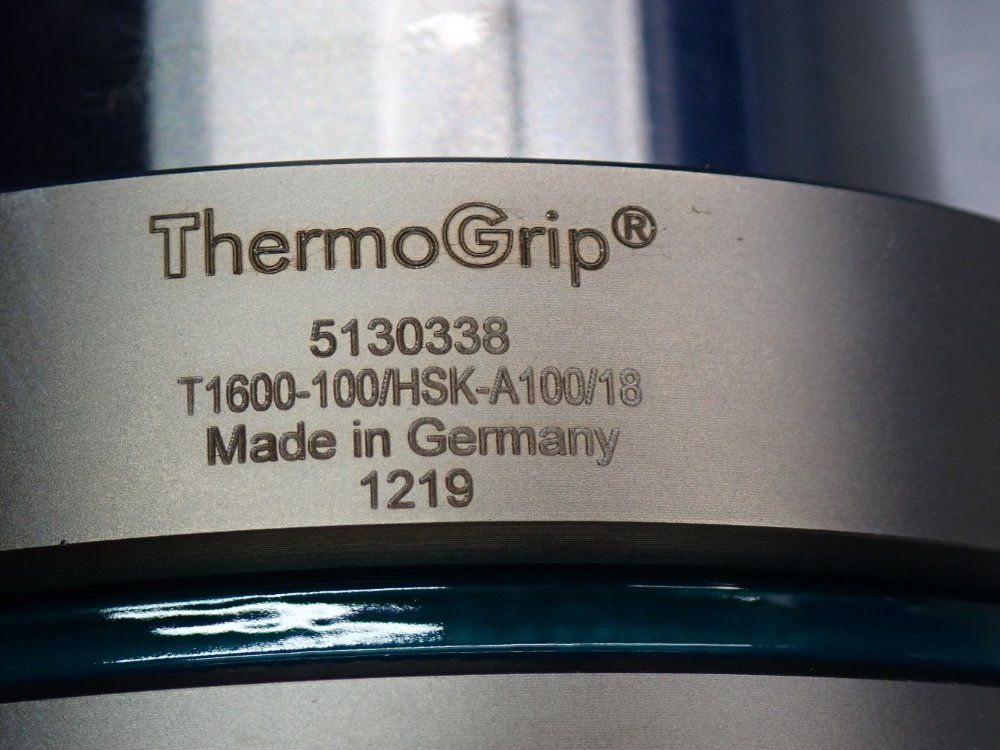 ThermoGrip®
5130338
T1600-100/HSK-A100/18
Made in Germany
1219